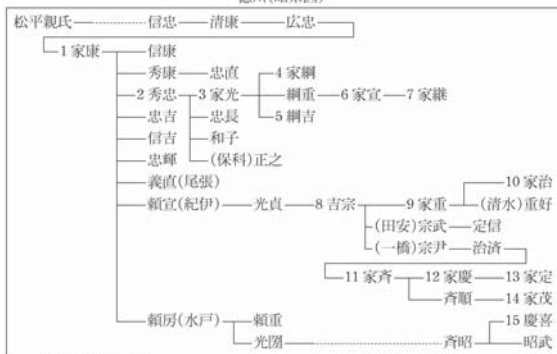 松平親氏 信忠 清康 広忠
1 家康 信康
秀康 忠直 4 家綱
2 秀忠 3 家光 綱重 6 家宣 7 家継
忠吉 忠長 5 綱吉
信吉 和子
忠輝 (保科)正之
義直(尾張) 10 家治
頼宣(紀伊) 光貞 8 吉宗 9 家重 (清水)重好
(田安)宗武 定信
(一橋)宗尹 治済
11 家斉 12 家慶 13 家定
斉順 14 家茂
頼房(水戸) 頼重 15 慶喜
光圀 斉昭 昭武